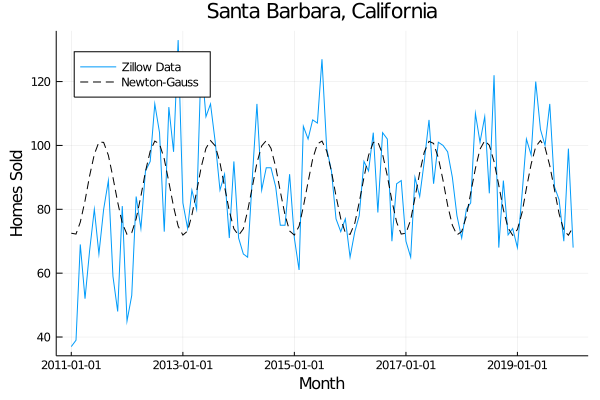 Santa Barbara, California
Zillow Data
Newton-Gauss
Homes Sold
120
100
80
60
40
2011-01-01 2013-01-01 2015-01-01 2017-01-01 2019-01-01
Month